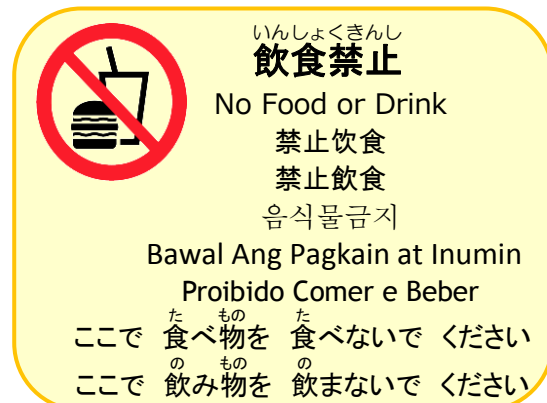 いんしょくきんし
飲食禁止
No Food or Drink
禁止饮食
禁止飲食
음식물금지
Bawal Ang Pagkain at Inumin
Proibido Comer e Beber
た もの た
ここで 食べ物を 食べないで ください
の もの の
ここで 飲み物を 飲まないで ください